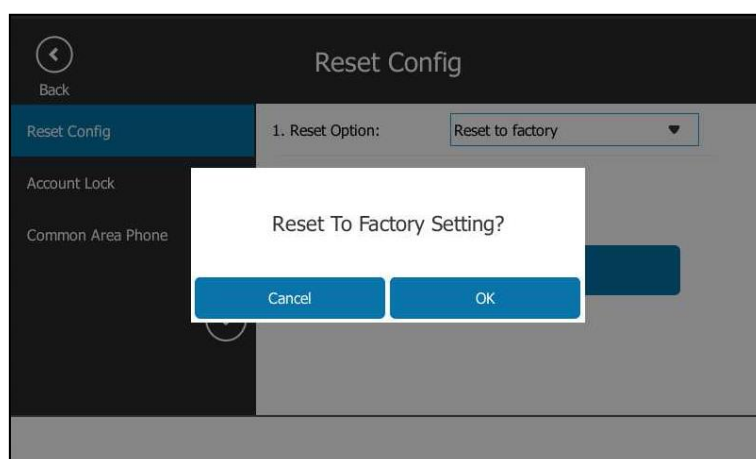 Reset Config
Back
Reset Config
1. Reset Option: Reset to factory
Account Lock
Common Area Phone
Reset To Factory Setting?
Cancel OK